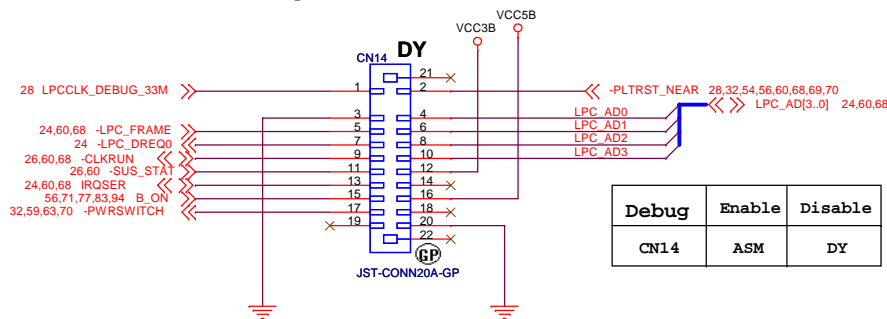 VCC5B
VCC3B
CN14
DY
21
28 LPCCLK_DEBUG_33M
1
2
-PLTRST_NEAR 28,32,54,56,60,68,69,70
LPC_AD[3..0] 24,60,68
3
4
LPC_AD0
24,60,68 -LPC_FRAME
5
6
LPC_AD1
24 -LPC_DREQ0
7
8
LPC_AD2
26,60,68 -CLKRUN
9
10
LPC_AD3
26,60 -SUS_STAT
11
12
24,60,68 IRQSER
13
14
56,71,77,83,94 B_ON
15
16
32,59,63,70 -PWRSWITCH
17
18
19
20
22
GP
JST-CONN20A-GP
Debug Enable Disable
CN14 ASM DY